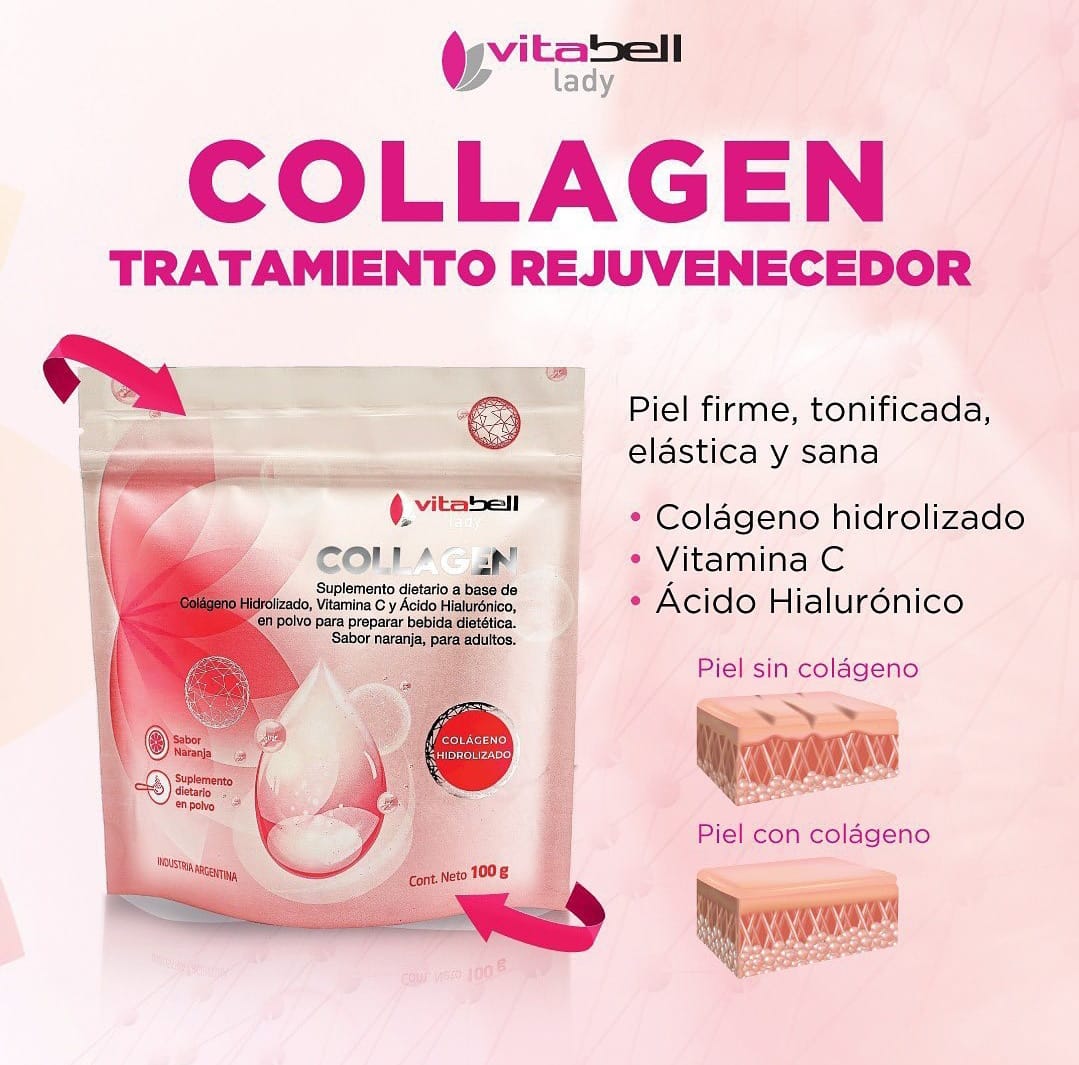 vitabell
lady
COLLAGEN
TRATAMIENTO REJUVENECEDOR
Piel firme, tonificada,
elástica y sana
• Colágeno hidrolizado
• Vitamina C
• Ácido Hialurónico
Piel sin colágeno
Piel con colágeno
vitabell
lady
COLLAGEN
Suplemento dietario a base de
Colágeno Hidrolizado, Vitamina C y Ácido Hialurónico,
en polvo para preparar bebida dietética.
Sabor naranja, para adultos.
Sabor
Naranja
Suplemento
dietario
en polvo
COLÁGENO
HIDROLIZADO
INDUSTRIA ARGENTINA
Cont. Neto 100 g